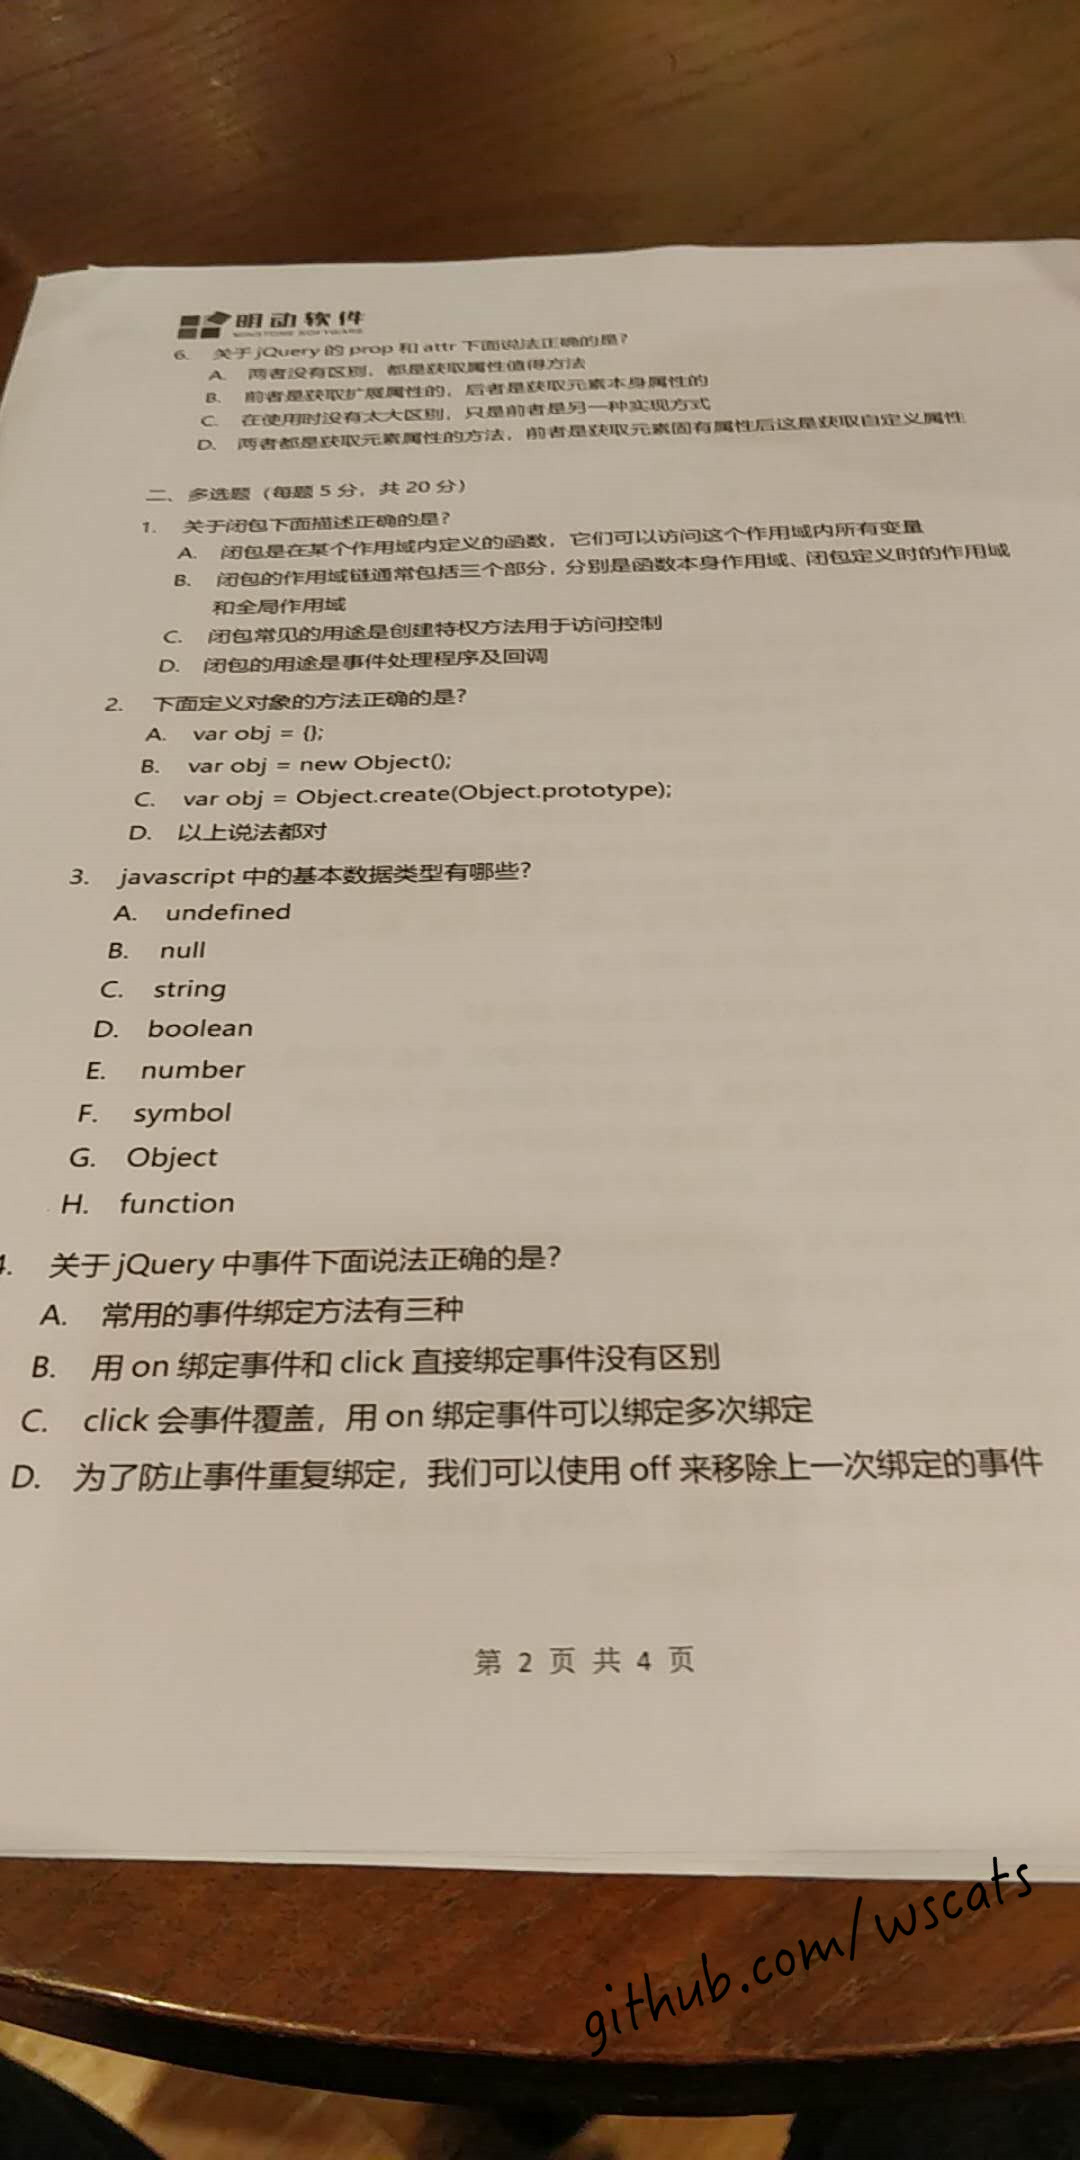 明动软件
6. 关于 jQuery 的 prop 和 attr 下面说法正确的是?
A. 两者没有区别，都是获取属性值得方法
B. 前者是获取扩展属性的，后者是获取元素本身属性的
C. 在使用时没有太大区别，只是前者是另一种实现方式
D. 两者都是获取元素属性的方法，前者是获取元素固有属性后这是获取自定义属性
二、多选题（每题 5 分，共 20 分）
1. 关于闭包下面描述正确的是?
A. 闭包是在某个作用域内定义的函数，它们可以访问这个作用域内所有变量
B. 闭包的作用域链通常包括三个部分，分别是函数本身作用域、闭包定义时的作用域
和全局作用域
C. 闭包常见的用途是创建特权方法用于访问控制
D. 闭包的用途是事件处理程序及回调
2. 下面定义对象的方法正确的是?
A. var obj = {};
B. var obj = new Object();
C. var obj = Object.create(Object.prototype);
D. 以上说法都对
3. javascript 中的基本数据类型有哪些?
A. undefined
B. null
C. string
D. boolean
E. number
F. symbol
G. Object
H. function
4. 关于 jQuery 中事件下面说法正确的是?
A. 常用的事件绑定方法有三种
B. 用 on 绑定事件和 click 直接绑定事件没有区别
C. click 会事件覆盖，用 on 绑定事件可以绑定多次绑定
D. 为了防止事件重复绑定，我们可以使用 off 来移除上一次绑定的事件
第 2 页 共 4 页
github.com/wscats